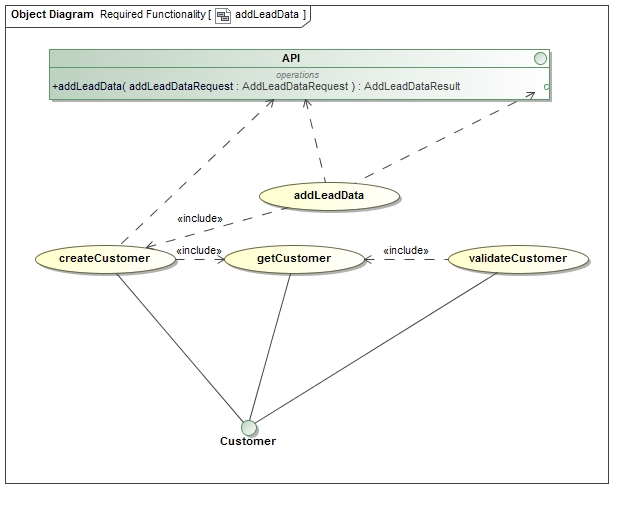 Object Diagram Required Functionality [ addLeadData ]
API
operations
+addLeadData( addLeadDataRequest : AddLeadDataRequest ) : AddLeadDataResult
addLeadData
«include»
«include»
«include»
createCustomer
getCustomer
validateCustomer
Customer